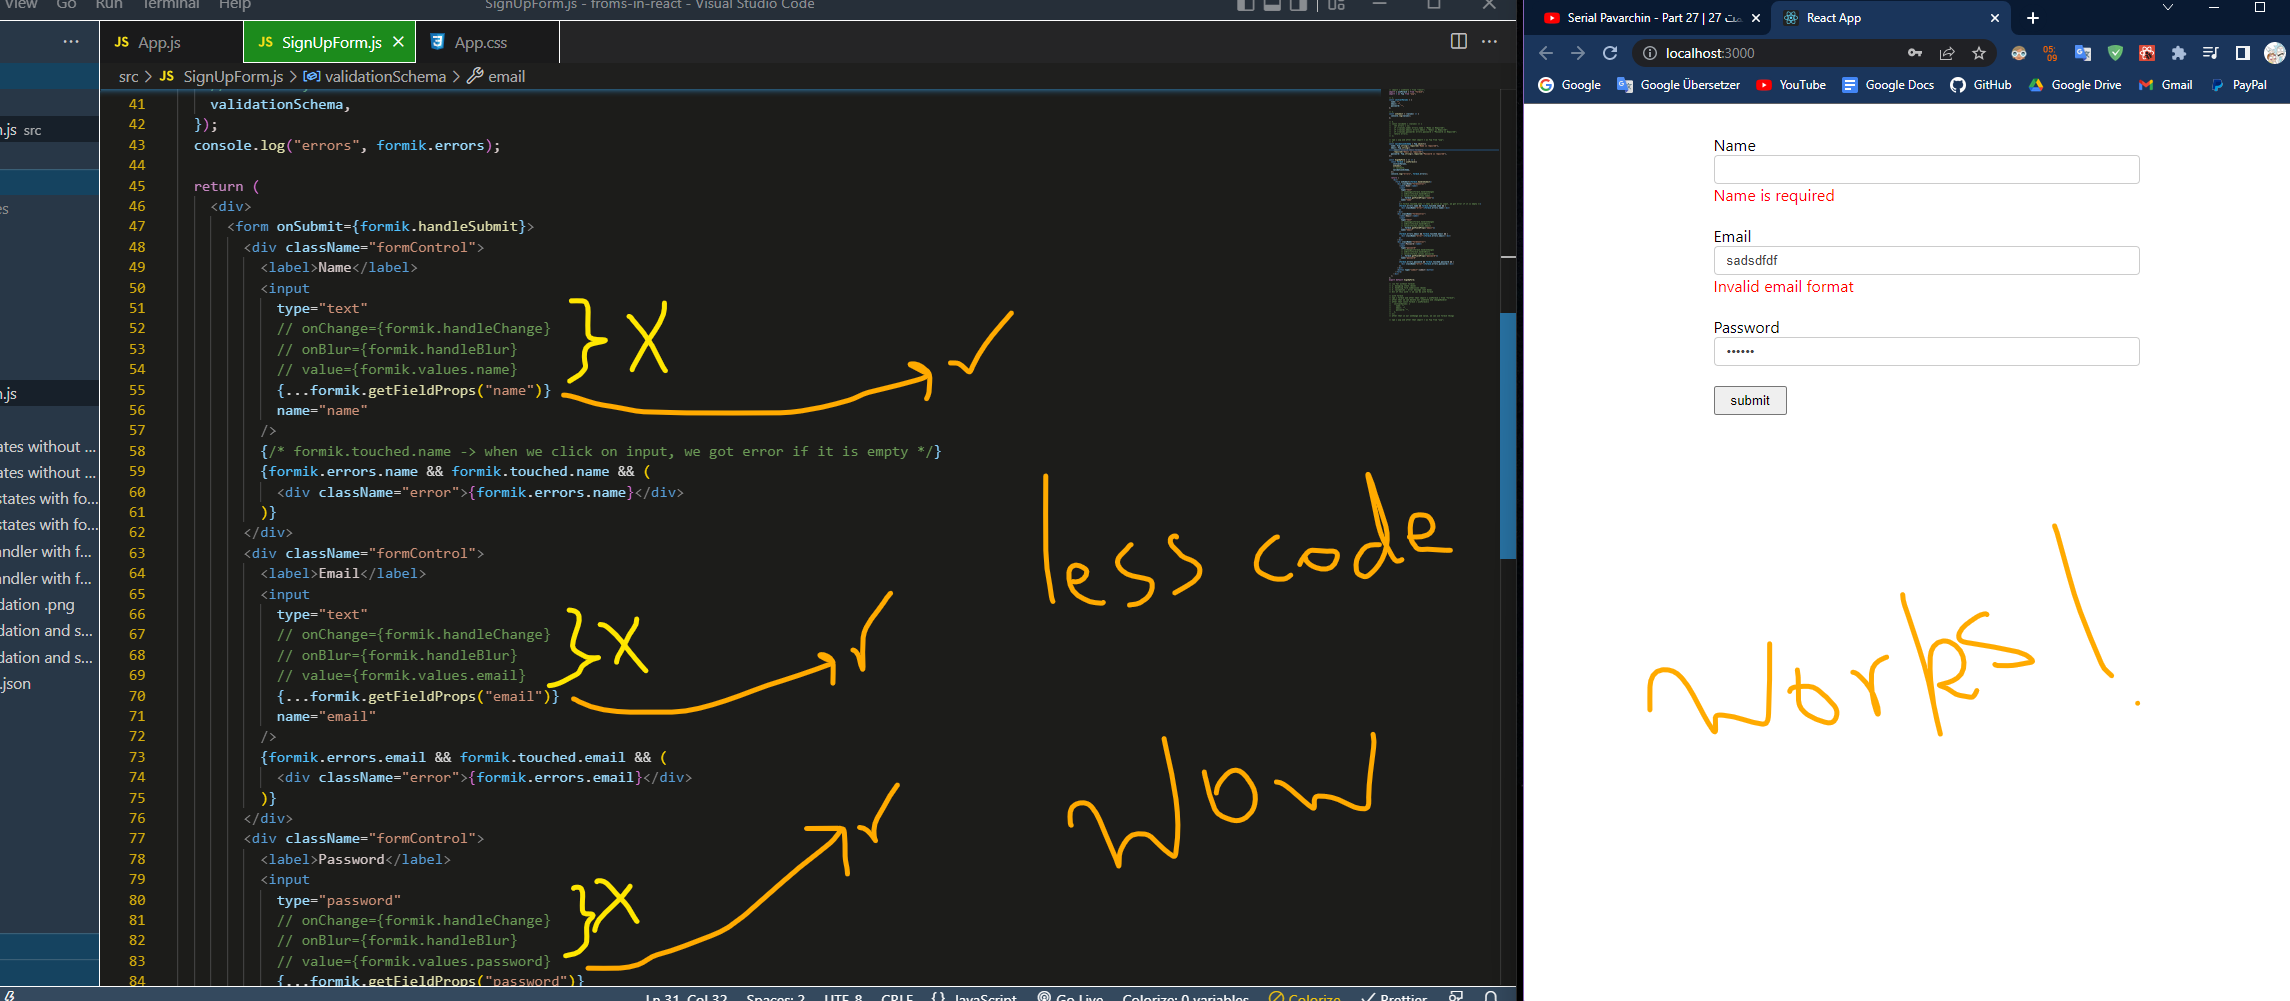 View Go Run Terminal Help
SignUpForm.js - froms-in-react - Visual Studio Code
JS App.js
JS SignUpForm.js
App.css
src > JS SignUpForm.js > validationSchema > email
41 validationSchema,
42 });
43 console.log("errors", formik.errors);
44
45 return (
46 <div>
47 <form onSubmit={formik.handleSubmit}>
48 <div className="formControl">
49 <label>Name</label>
50 <input
51 type="text"
52 // onChange={formik.handleChange}
53 // onBlur={formik.handleBlur}
54 // value={formik.values.name}
55 {...formik.getFieldProps("name")}
56 name="name"
57 />
58 {/* formik.touched.name -> when we click on input, we got error if it is empty */}
59 {formik.errors.name && formik.touched.name && (
60 <div className="error">{formik.errors.name}</div>
61 )}
62 </div>
63 <div className="formControl">
64 <label>Email</label>
65 <input
66 type="text"
67 // onChange={formik.handleChange}
68 // onBlur={formik.handleBlur}
69 // value={formik.values.email}
70 {...formik.getFieldProps("email")}
71 name="email"
72 />
73 {formik.errors.email && formik.touched.email && (
74 <div className="error">{formik.errors.email}</div>
75 )}
76 </div>
77 <div className="formControl">
78 <label>Password</label>
79 <input
80 type="password"
81 // onChange={formik.handleChange}
82 // onBlur={formik.handleBlur}
83 // value={formik.values.password}
84 {...formik.getFieldProps("password")}
} X
} X
} X
less code
Wow
.js src
es
.js
ates without ...
ates without ...
states with fo...
states with fo...
andler with f...
andler with f...
dation .png
dation and s...
dation and s...
.json
Ln 31, Col 32 Spaces: 2 UTF-8 CRLF {} JavaScript Go Live Colorize: 0 variables Colorize Prettier
Serial Pavarchin - Part 27 | 27
React App
localhost:3000
05:
09
Google Google Übersetzer YouTube Google Docs GitHub Google Drive Gmail PayPal
Name
Name is required
Email
sadsdfdf
Invalid email format
Password
••••••
submit
Works!